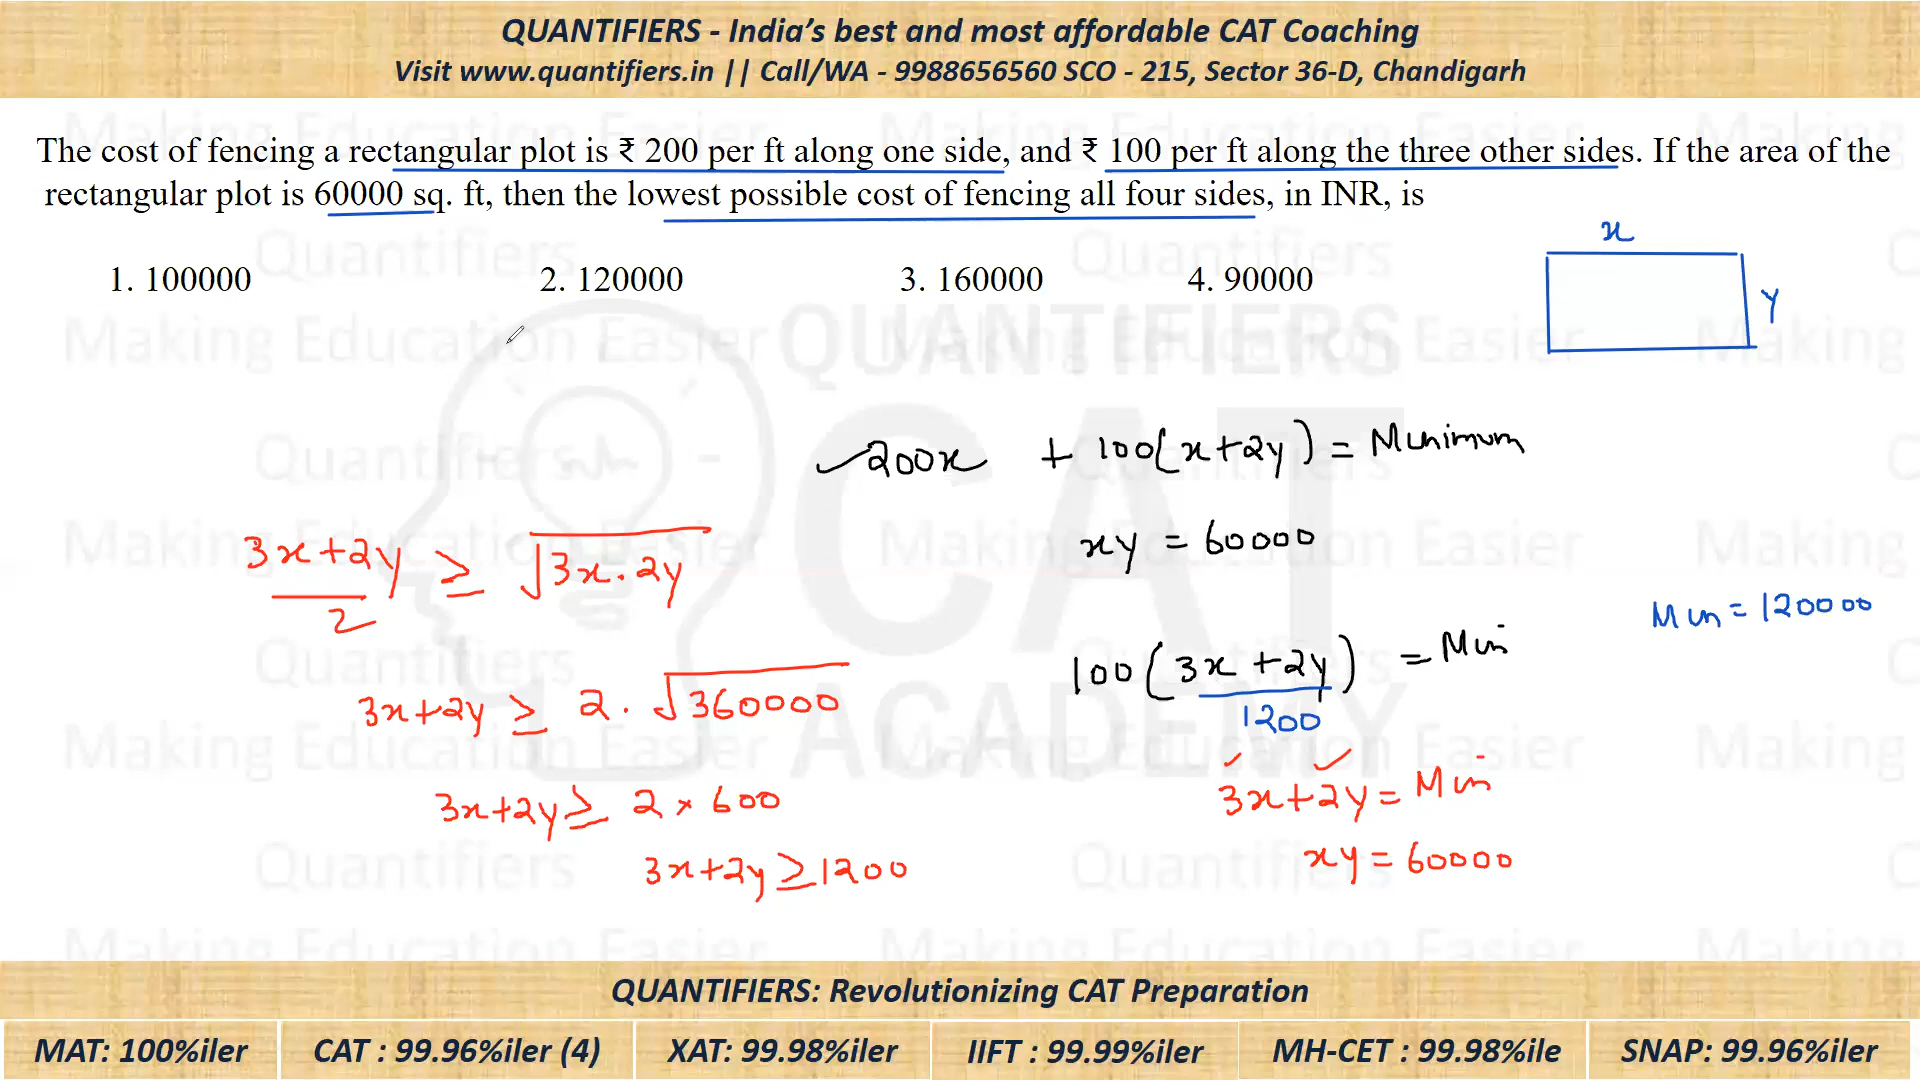 QUANTIFIERS - India's best and most affordable CAT Coaching
Visit www.quantifiers.in || Call/WA - 9988656560 SCO - 215, Sector 36-D, Chandigarh
The cost of fencing a rectangular plot is ₹ 200 per ft along one side, and ₹ 100 per ft along the three other sides. If the area of the
rectangular plot is 60000 sq. ft, then the lowest possible cost of fencing all four sides, in INR, is
1. 100000 2. 120000 3. 160000 4. 90000
x
y
200x + 100(x+2y) = Minimum
xy = 60000
100(3x+2y) = Min
1200
3x+2y = Min
xy = 60000
Min = 120000
3x+2y/2 ≥ √3x.2y
3x+2y ≥ 2.√360000
3x+2y ≥ 2 × 600
3x+2y ≥ 1200
Making Education Easier
Quantifiers
QUANTIFIERS
CAT
ACADEMY
QUANTIFIERS: Revolutionizing CAT Preparation
MAT: 100%iler CAT : 99.96%iler (4) XAT: 99.98%iler IIFT : 99.99%iler MH-CET : 99.98%ile SNAP: 99.96%iler